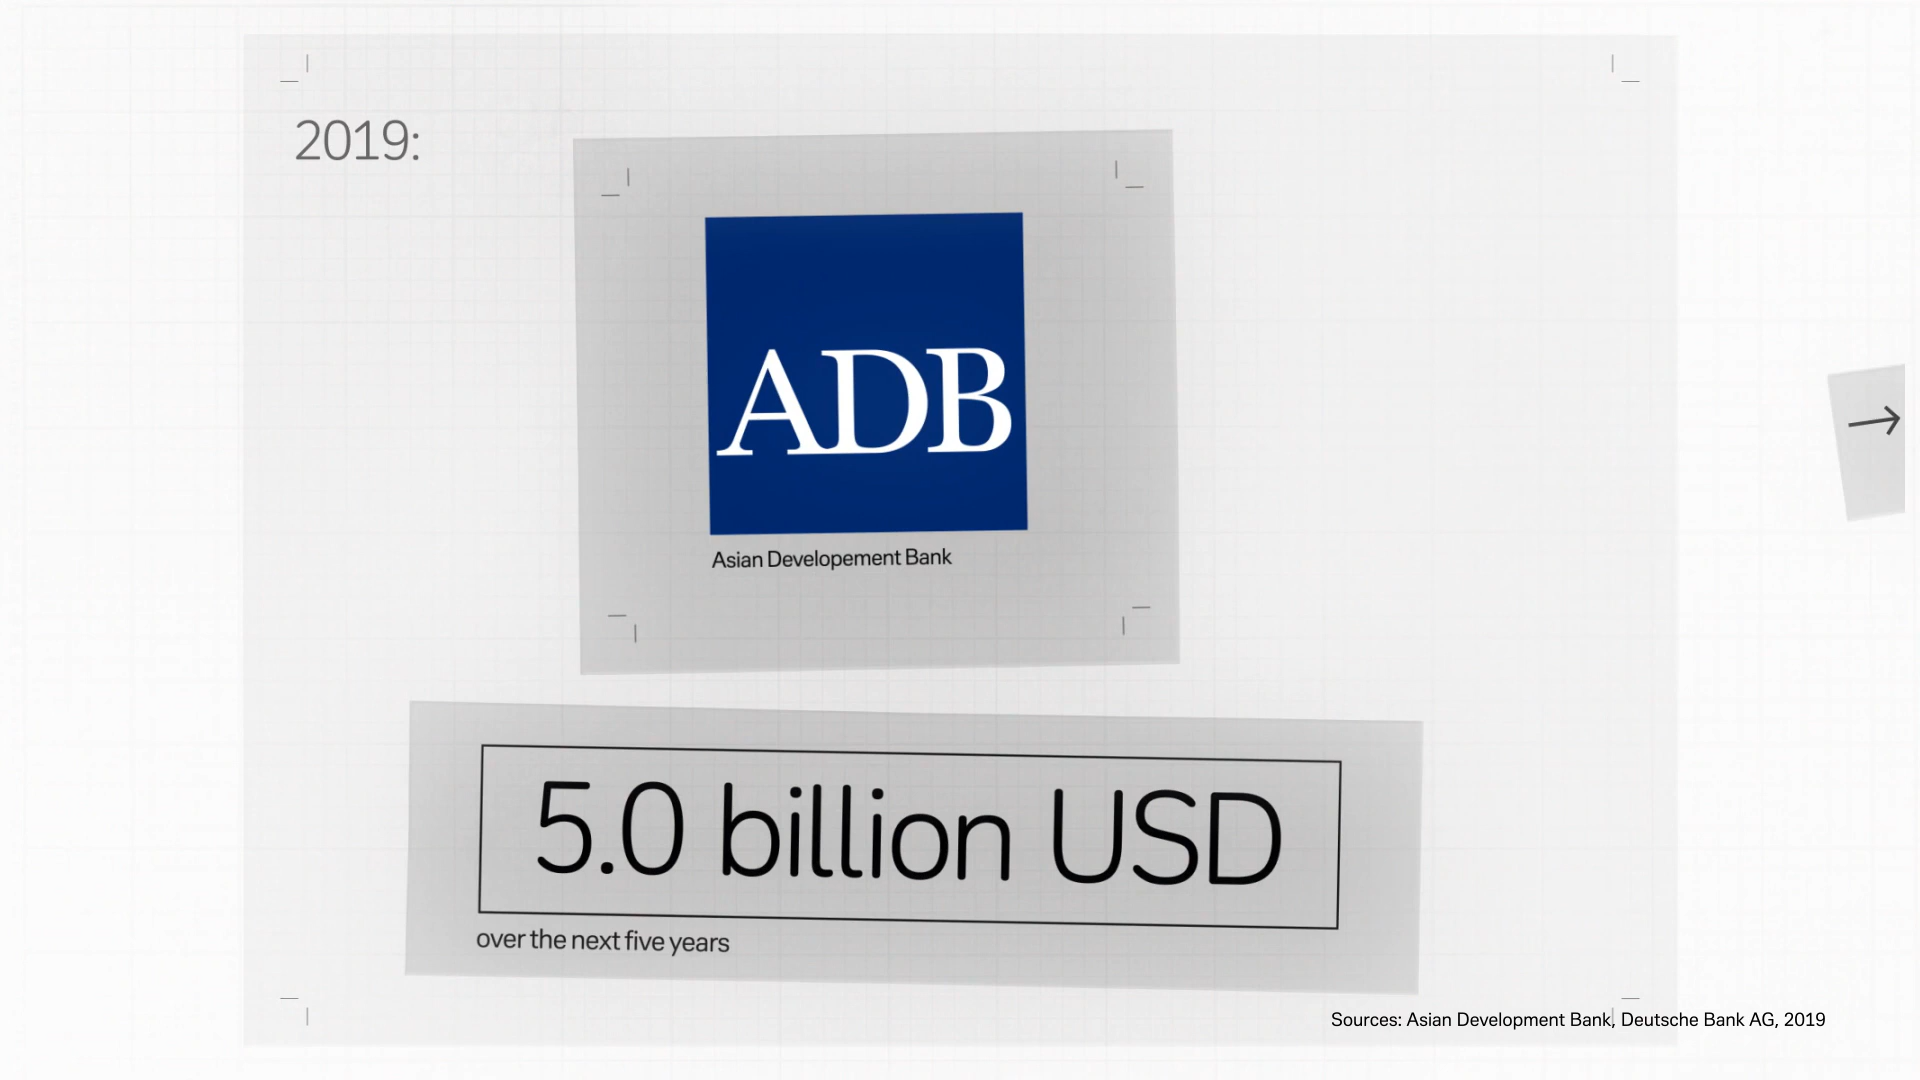 2019:
ADB
Asian Developement Bank
5.0 billion USD
over the next five years
Sources: Asian Development Bank, Deutsche Bank AG, 2019